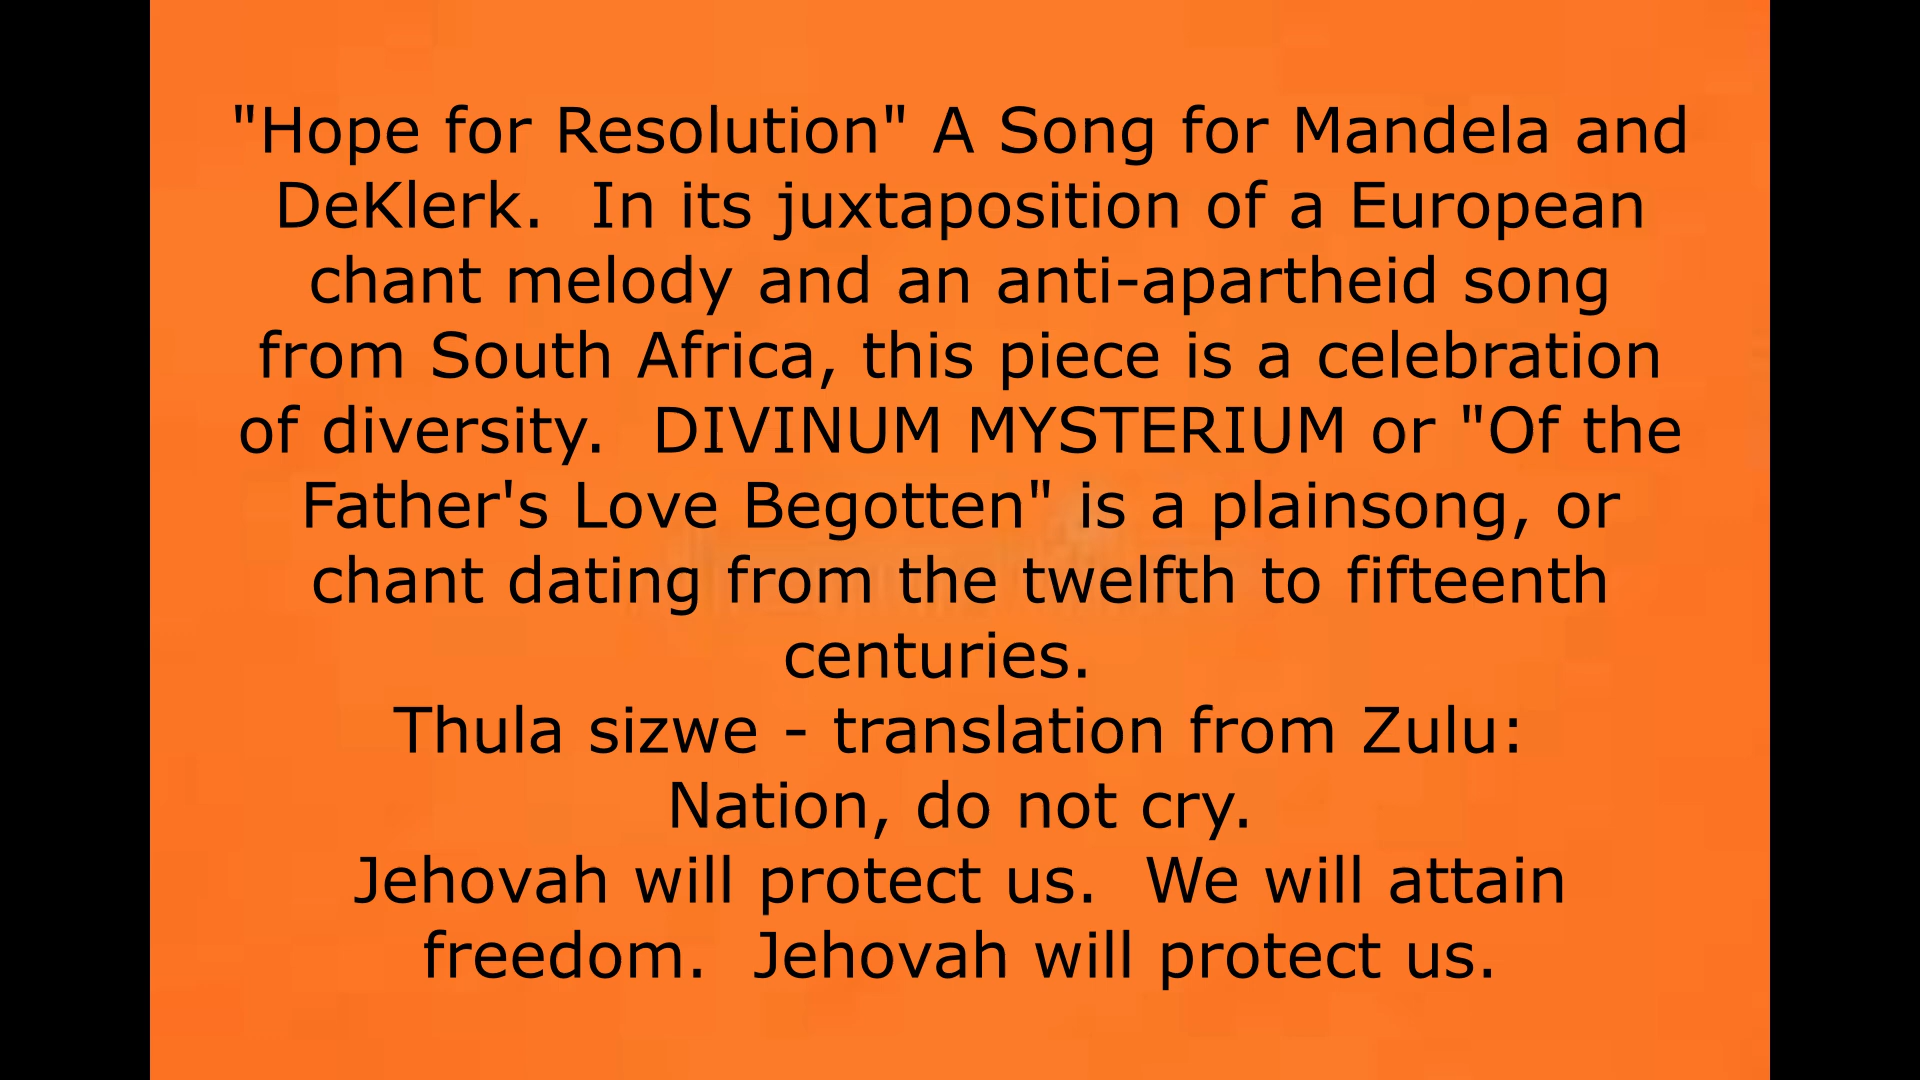 "Hope for Resolution" A Song for Mandela and
DeKlerk.  In its juxtaposition of a European
chant melody and an anti-apartheid song
from South Africa, this piece is a celebration
of diversity.  DIVINUM MYSTERIUM or "Of the
Father's Love Begotten" is a plainsong, or
chant dating from the twelfth to fifteenth
centuries.
Thula sizwe - translation from Zulu:
Nation, do not cry.
Jehovah will protect us.  We will attain
freedom.  Jehovah will protect us.